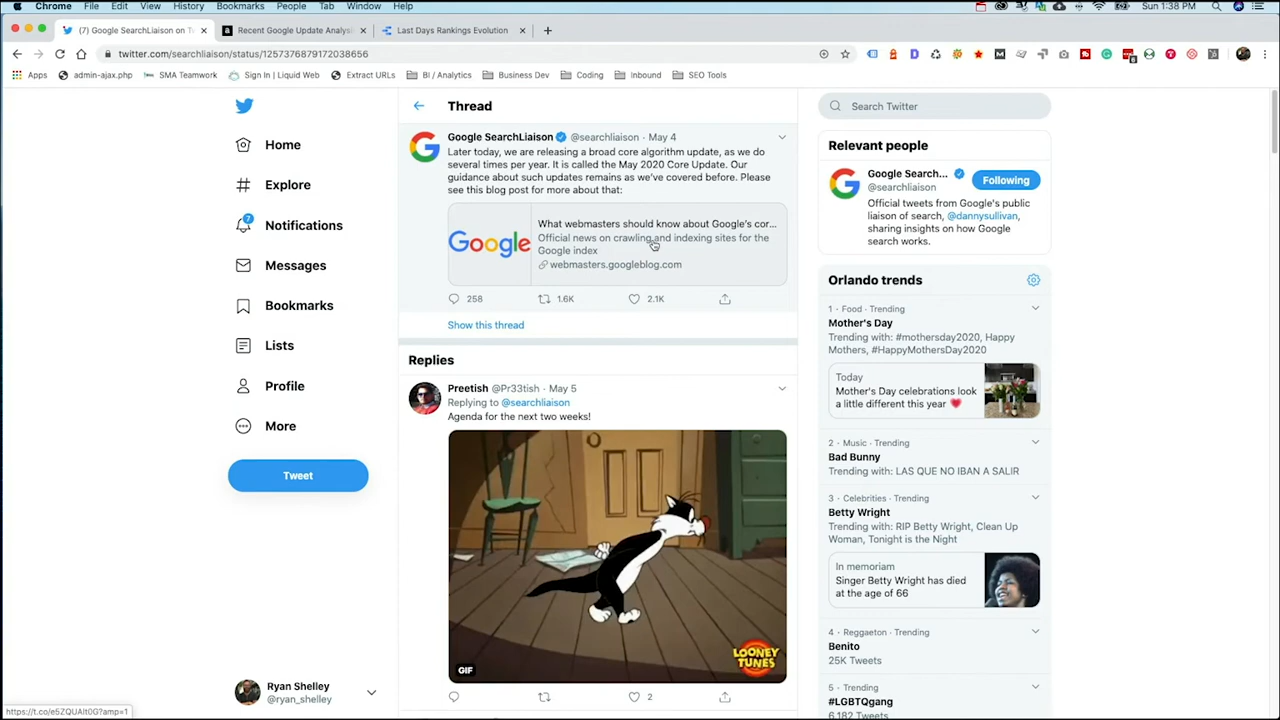 Chrome File Edit View History Bookmarks People Tab Window Help
Sun 1:38 PM
(7) Google SearchLiaison on T
Recent Google Update Analysi
Last Days Rankings Evolution
twitter.com/searchliaison/status/1257376879172038656
Apps
admin-ajax.php
SMA Teamwork
Sign In | Liquid Web
Extract URLs
BI / Analytics
Business Dev
Coding
Inbound
SEO Tools
Home
Explore
7
Notifications
Messages
Bookmarks
Lists
Profile
More
Tweet
Ryan Shelley
@ryan_shelley
https://t.co/e5ZQUAlt0G?amp=1
Thread
Google SearchLiaison @searchliaison · May 4
Later today, we are releasing a broad core algorithm update, as we do
several times per year. It is called the May 2020 Core Update. Our
guidance about such updates remains as we've covered before. Please
see this blog post for more about that:
Google
What webmasters should know about Google's cor...
Official news on crawling and indexing sites for the
Google index
webmasters.googleblog.com
258 1.6K 2.1K
Show this thread
Replies
Preetish @Pr33tish · May 5
Replying to @searchliaison
Agenda for the next two weeks!
GIF
LOONEY
TUNES
2
Search Twitter
Relevant people
Google Search...
@searchliaison
Following
Official tweets from Google's public
liaison of search, @dannysullivan,
sharing insights on how Google
search works.
Orlando trends
1 · Food · Trending
Mother's Day
Trending with: #mothersday2020, Happy
Mothers, #HappyMothersDay2020
Today
Mother's Day celebrations look
a little different this year
2 · Music · Trending
Bad Bunny
Trending with: LAS QUE NO IBAN A SALIR
3 · Celebrities · Trending
Betty Wright
Trending with: RIP Betty Wright, Clean Up
Woman, Tonight is the Night
In memoriam
Singer Betty Wright has died
at the age of 66
4 · Reggaeton · Trending
Benito
25K Tweets
5 · Trending
#LGBTQgang
6,182 Tweets